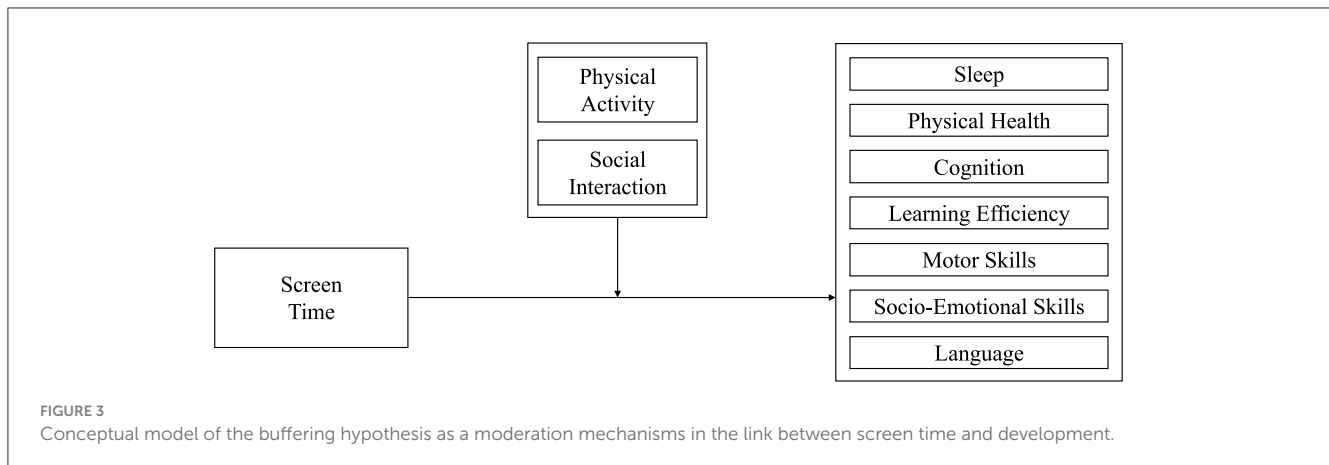 Physical
Activity
Social
Interaction
Screen
Time
Sleep
Physical Health
Cognition
Learning Efficiency
Motor Skills
Socio-Emotional Skills
Language
FIGURE 3
Conceptual model of the buffering hypothesis as a moderation mechanisms in the link between screen time and development.